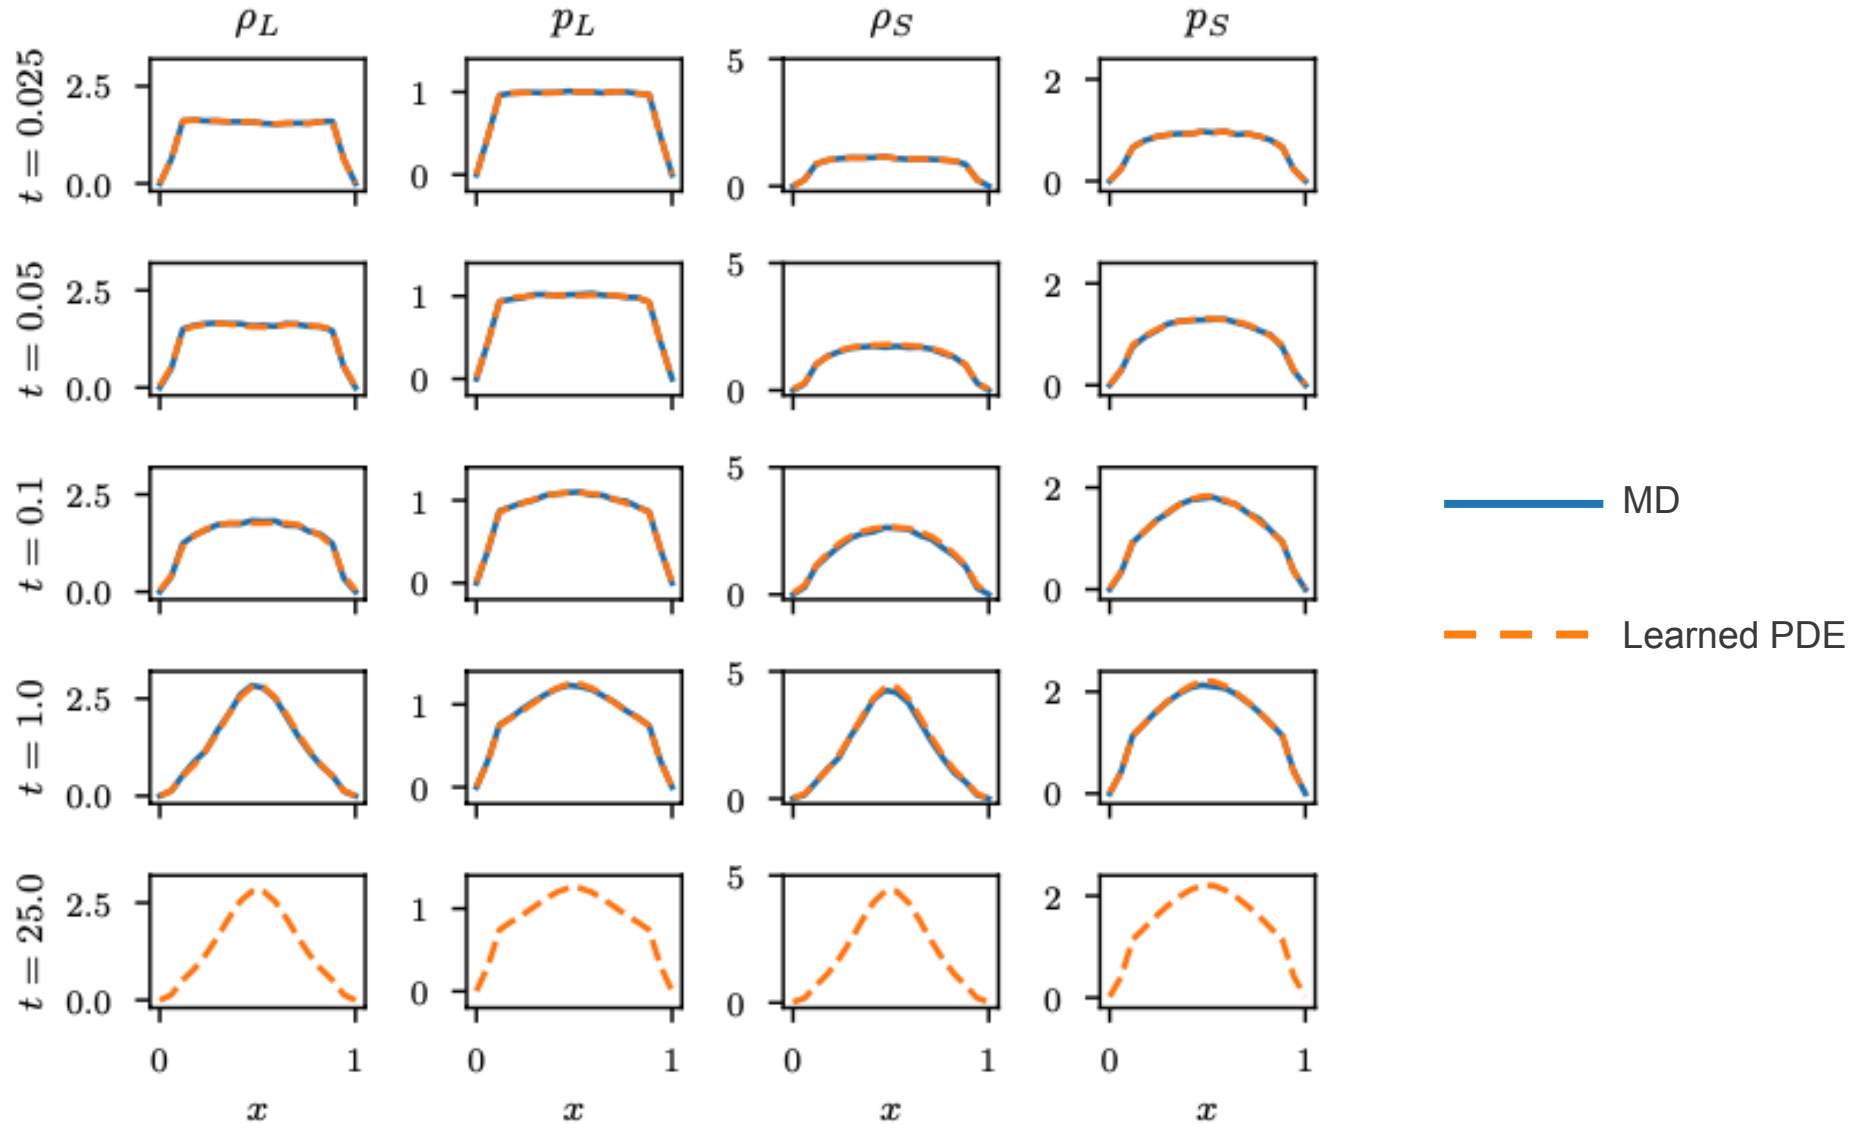 ρ_L p_L ρ_S p_S
t = 0.025 2.5 0.0 1 0 5 0 2 0
t = 0.05 2.5 0.0 1 0 5 0 2 0
t = 0.1 2.5 0.0 1 0 5 0 2 0
MD
Learned PDE
t = 1.0 2.5 0.0 1 0 5 0 2 0
t = 25.0 2.5 0.0 1 0 5 0 2 0
0 1 0 1 0 1 0 1
x x x x